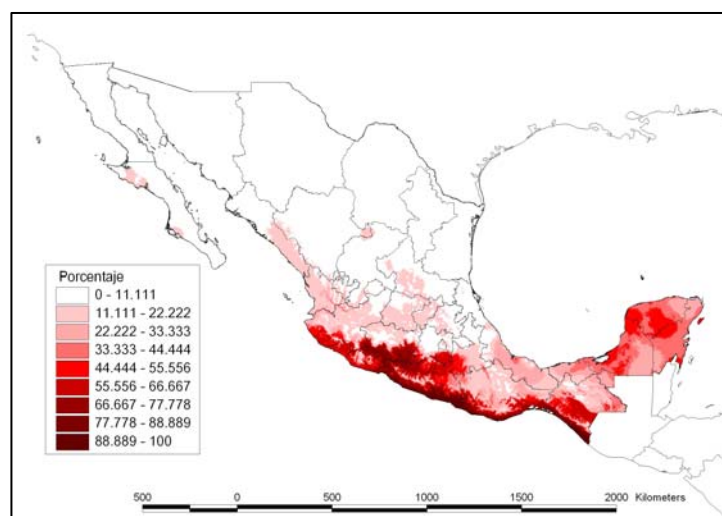 Porcentaje
0 - 11.111
11.111 - 22.222
22.222 - 33.333
33.333 - 44.444
44.444 - 55.556
55.556 - 66.667
66.667 - 77.778
77.778 - 88.889
88.889 - 100
500 0 500 1000 1500 2000 Kilometers